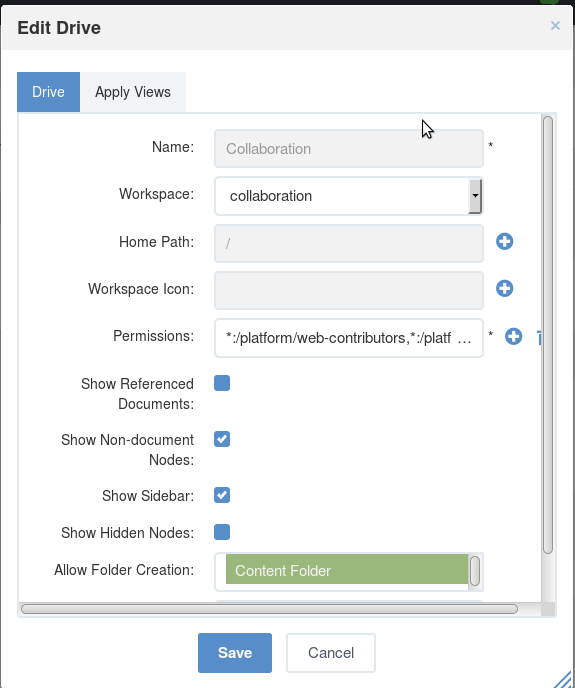 Edit Drive ×
Drive Apply Views
Name: Collaboration *
Workspace: collaboration
Home Path: /
Workspace Icon:
Permissions: *:/platform/web-contributors,*:/platf ... *
Show Referenced
Documents:
Show Non-document
Nodes:
Show Sidebar:
Show Hidden Nodes:
Allow Folder Creation: Content Folder
Save Cancel